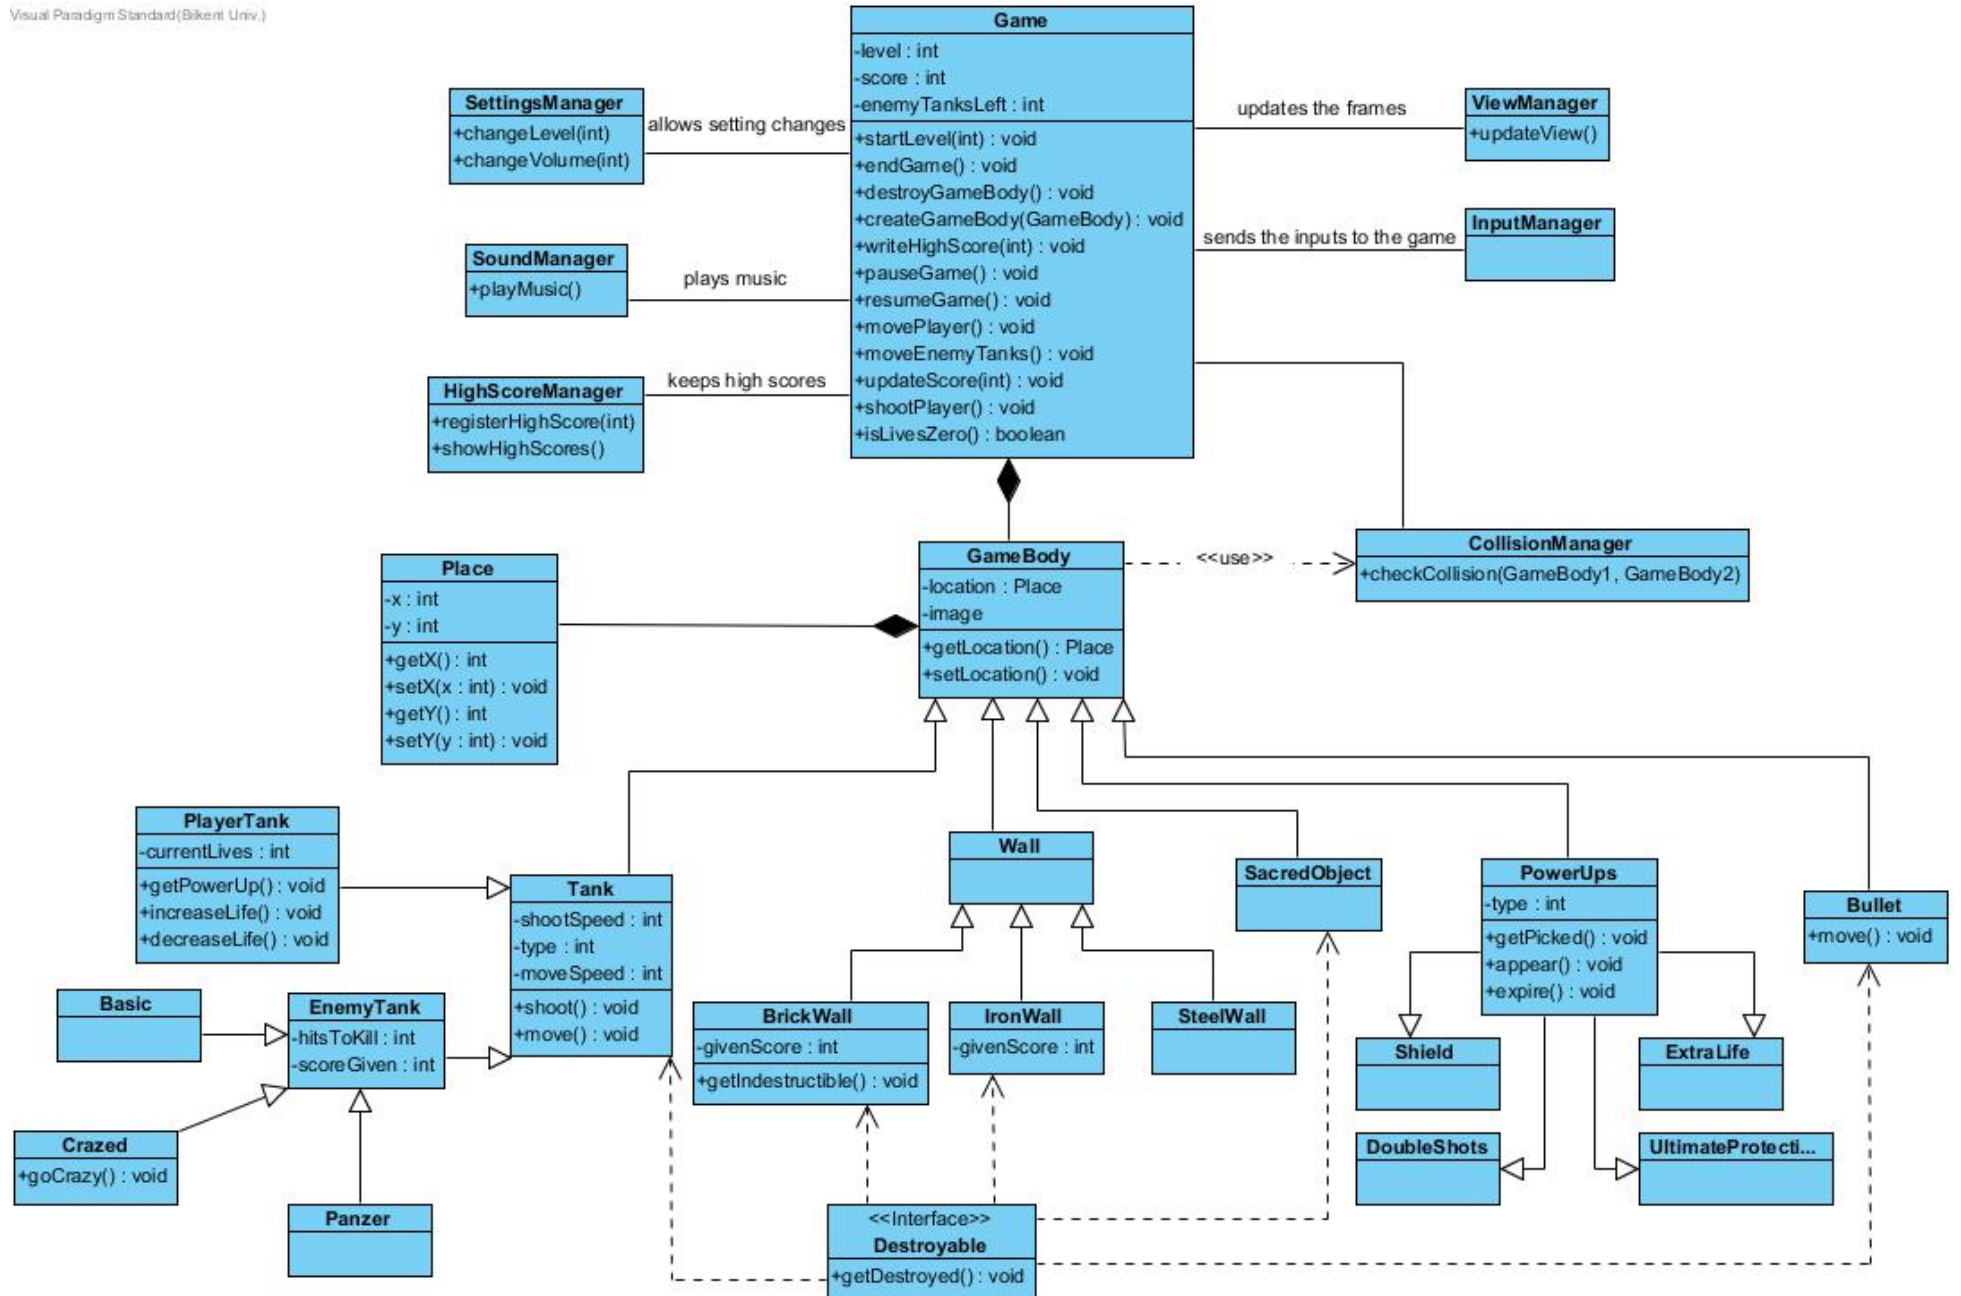 Visual Paradigm Standard(Bilkent Univ.)
Game
-level : int
-score : int
-enemyTanksLeft : int
+startLevel(int) : void
+endGame() : void
+destroyGameBody() : void
+createGameBody(GameBody) : void
+writeHighScore(int) : void
+pauseGame() : void
+resumeGame() : void
+movePlayer() : void
+moveEnemyTanks() : void
+updateScore(int) : void
+shootPlayer() : void
+isLivesZero() : boolean
SettingsManager
+changeLevel(int)
+changeVolume(int)
allows setting changes
updates the frames
ViewManager
+updateView()
SoundManager
+playMusic()
plays music
sends the inputs to the game
InputManager
HighScoreManager
+registerHighScore(int)
+showHighScores()
keeps high scores
Place
-x : int
-y : int
+getX() : int
+setX(x : int) : void
+getY() : int
+setY(y : int) : void
GameBody
-location : Place
-image
+getLocation() : Place
+setLocation() : void
<<use>>
CollisionManager
+checkCollision(GameBody1, GameBody2)
PlayerTank
-currentLives : int
+getPowerUp() : void
+increaseLife() : void
+decreaseLife() : void
Tank
-shootSpeed : int
-type : int
-moveSpeed : int
+shoot() : void
+move() : void
Wall
SacredObject
PowerUps
-type : int
+getPicked() : void
+appear() : void
+expire() : void
Bullet
+move() : void
Basic
EnemyTank
-hitsToKill : int
-scoreGiven : int
BrickWall
-givenScore : int
+getIndestructible() : void
IronWall
-givenScore : int
SteelWall
Shield
ExtraLife
Crazed
+goCrazy() : void
DoubleShots
UltimateProtecti...
Panzer
<<Interface>>
Destroyable
+getDestroyed() : void